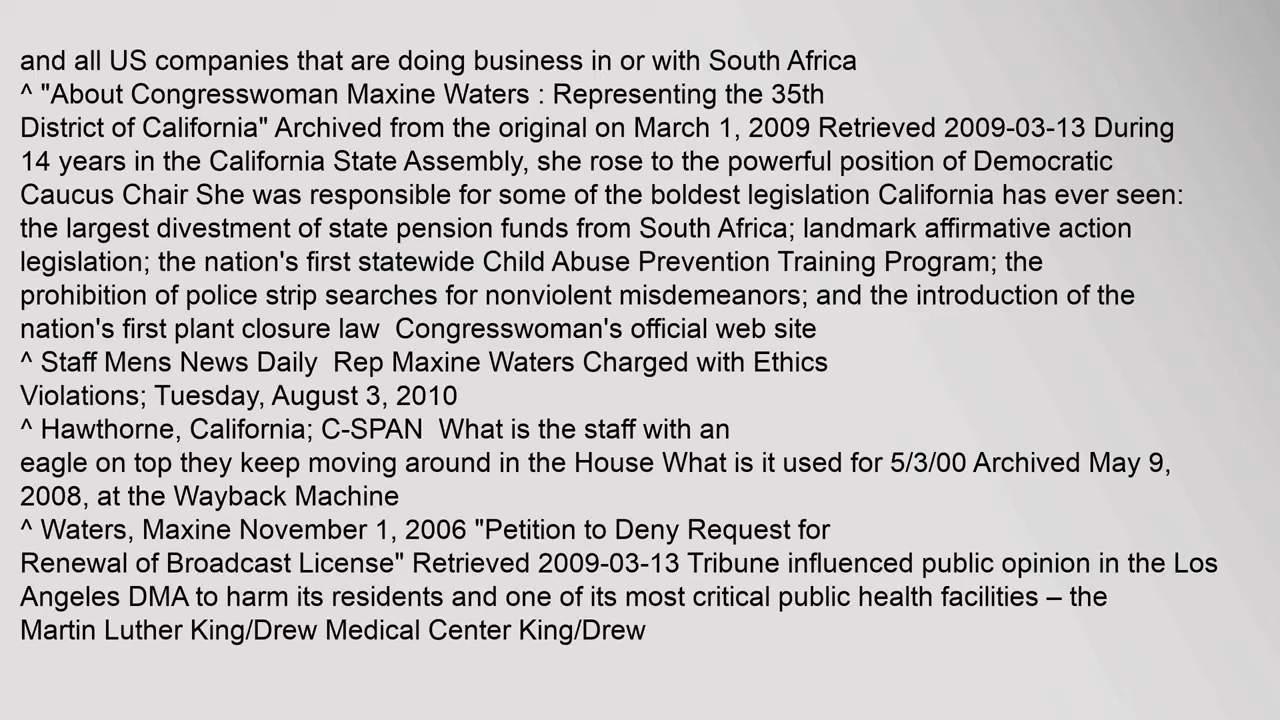 and all US companies that are doing business in or with South Africa
^ "About Congresswoman Maxine Waters : Representing the 35th
District of California" Archived from the original on March 1, 2009 Retrieved 2009-03-13 During
14 years in the California State Assembly, she rose to the powerful position of Democratic
Caucus Chair She was responsible for some of the boldest legislation California has ever seen:
the largest divestment of state pension funds from South Africa; landmark affirmative action
legislation; the nation's first statewide Child Abuse Prevention Training Program; the
prohibition of police strip searches for nonviolent misdemeanors; and the introduction of the
nation's first plant closure law  Congresswoman's official web site
^ Staff Mens News Daily  Rep Maxine Waters Charged with Ethics
Violations; Tuesday, August 3, 2010
^ Hawthorne, California; C-SPAN  What is the staff with an
eagle on top they keep moving around in the House What is it used for 5/3/00 Archived May 9,
2008, at the Wayback Machine
^ Waters, Maxine November 1, 2006 "Petition to Deny Request for
Renewal of Broadcast License" Retrieved 2009-03-13 Tribune influenced public opinion in the Los
Angeles DMA to harm its residents and one of its most critical public health facilities – the
Martin Luther King/Drew Medical Center King/Drew